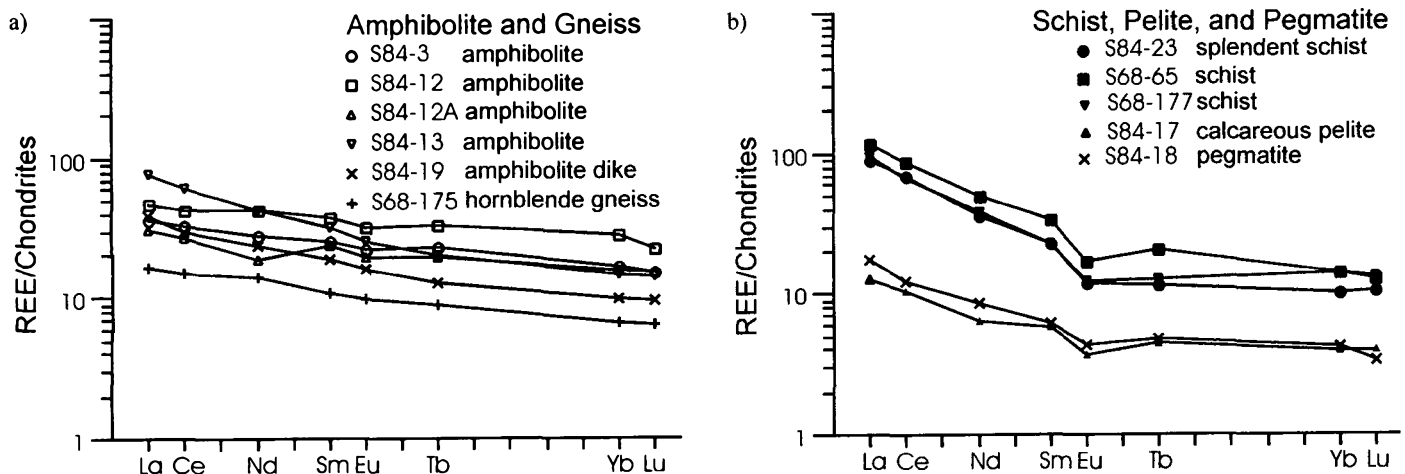 a)
Amphibolite and Gneiss
S84-3 amphibolite
S84-12 amphibolite
S84-12A amphibolite
S84-13 amphibolite
S84-19 amphibolite dike
S68-175 hornblende gneiss
REE/Chondrites
100
10
1
La Ce Nd Sm Eu Tb Yb Lu
b)
Schist, Pelite, and Pegmatite
S84-23 splendent schist
S68-65 schist
S68-177 schist
S84-17 calcareous pelite
S84-18 pegmatite
REE/Chondrites
100
10
1
La Ce Nd Sm Eu Tb Yb Lu